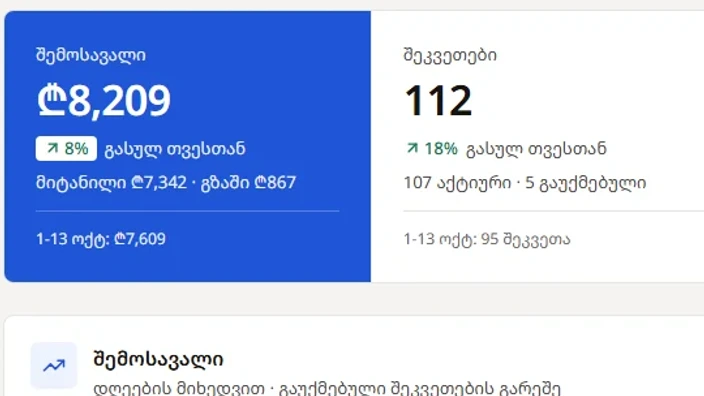 შემოსავალი
₾8,209
↗ 8% გასულ თვესთან
მიტანილი ₾7,342 · გზაში ₾867
1-13 ოქტ: ₾7,609
შეკვეთები
112
↗ 18% გასულ თვესთან
107 აქტიური · 5 გაუქმებული
1-13 ოქტ: 95 შეკვეთა
შემოსავალი
დღეების მიხედვით · გაუქმებული შეკვეთების გარეშე